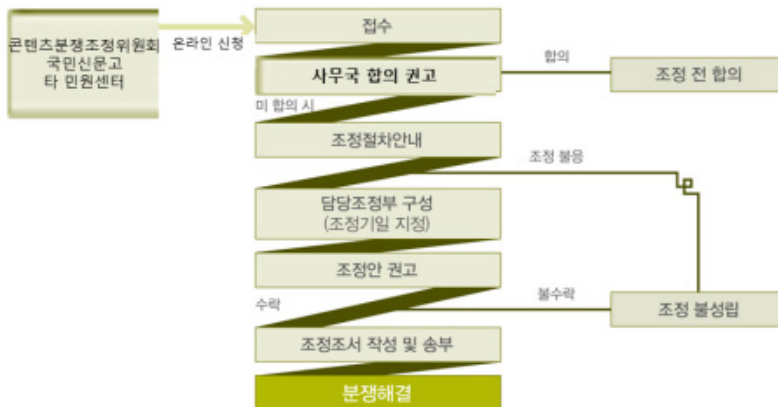 콘텐츠분쟁조정위원회
국민신문고
타 민원센터
온라인 신청
접수
사무국 합의 권고
합의
조정 전 합의
미 합의 시
조정절차안내
조정 불응
담당조정부 구성
(조정기일 지정)
조정안 권고
수락
불수락
조정 불성립
조정조서 작성 및 송부
분쟁해결